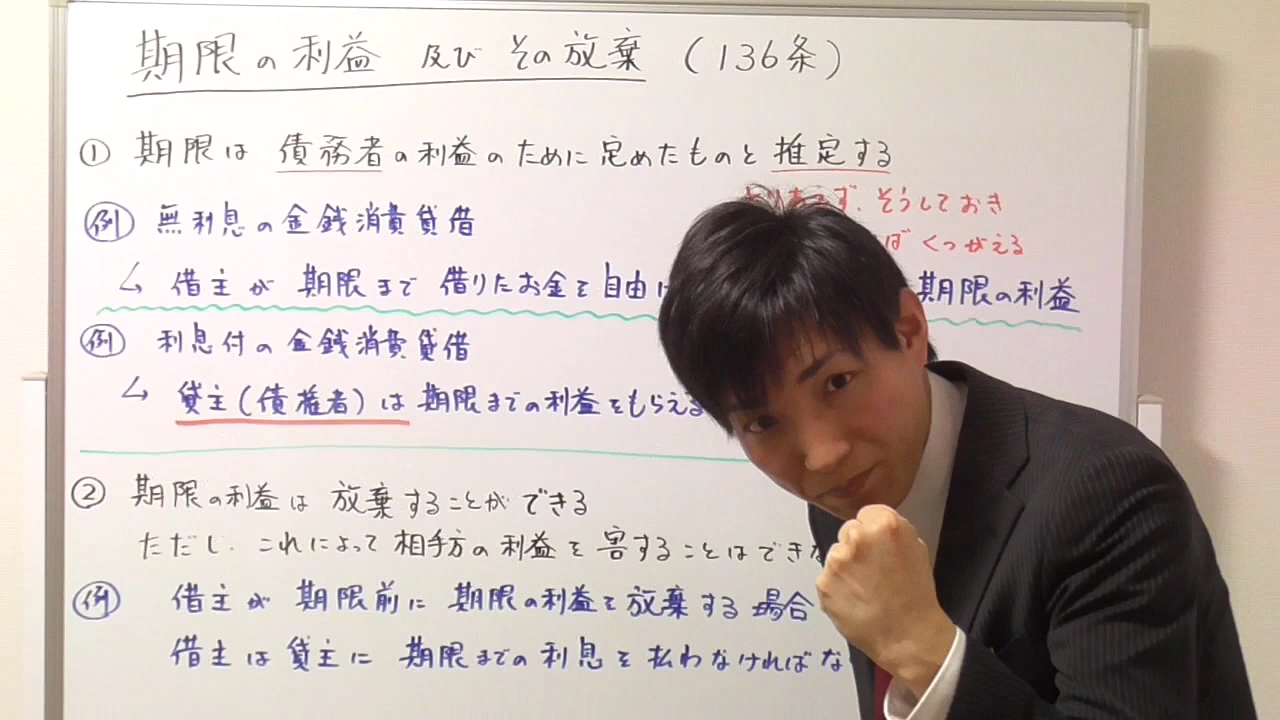 期限の利益 及び その放棄 (136条)
① 期限は 債務者の利益のために定めたものと推定する
とりあえず、そうしておき
ば くつがえる
例 無利息の金銭消費貸借
↳ 借主が 期限まで 借りたお金を自由に 期限の利益
例 利息付の金銭消費貸借
↳ 貸主(債権者)は 期限までの利益をもらえる
② 期限の利益は 放棄することができる
ただし、これによって相手方の利益を害することはできな
例 借主が 期限前に 期限の利益を放棄する場合
借主は貸主に 期限までの利息を払わなければな